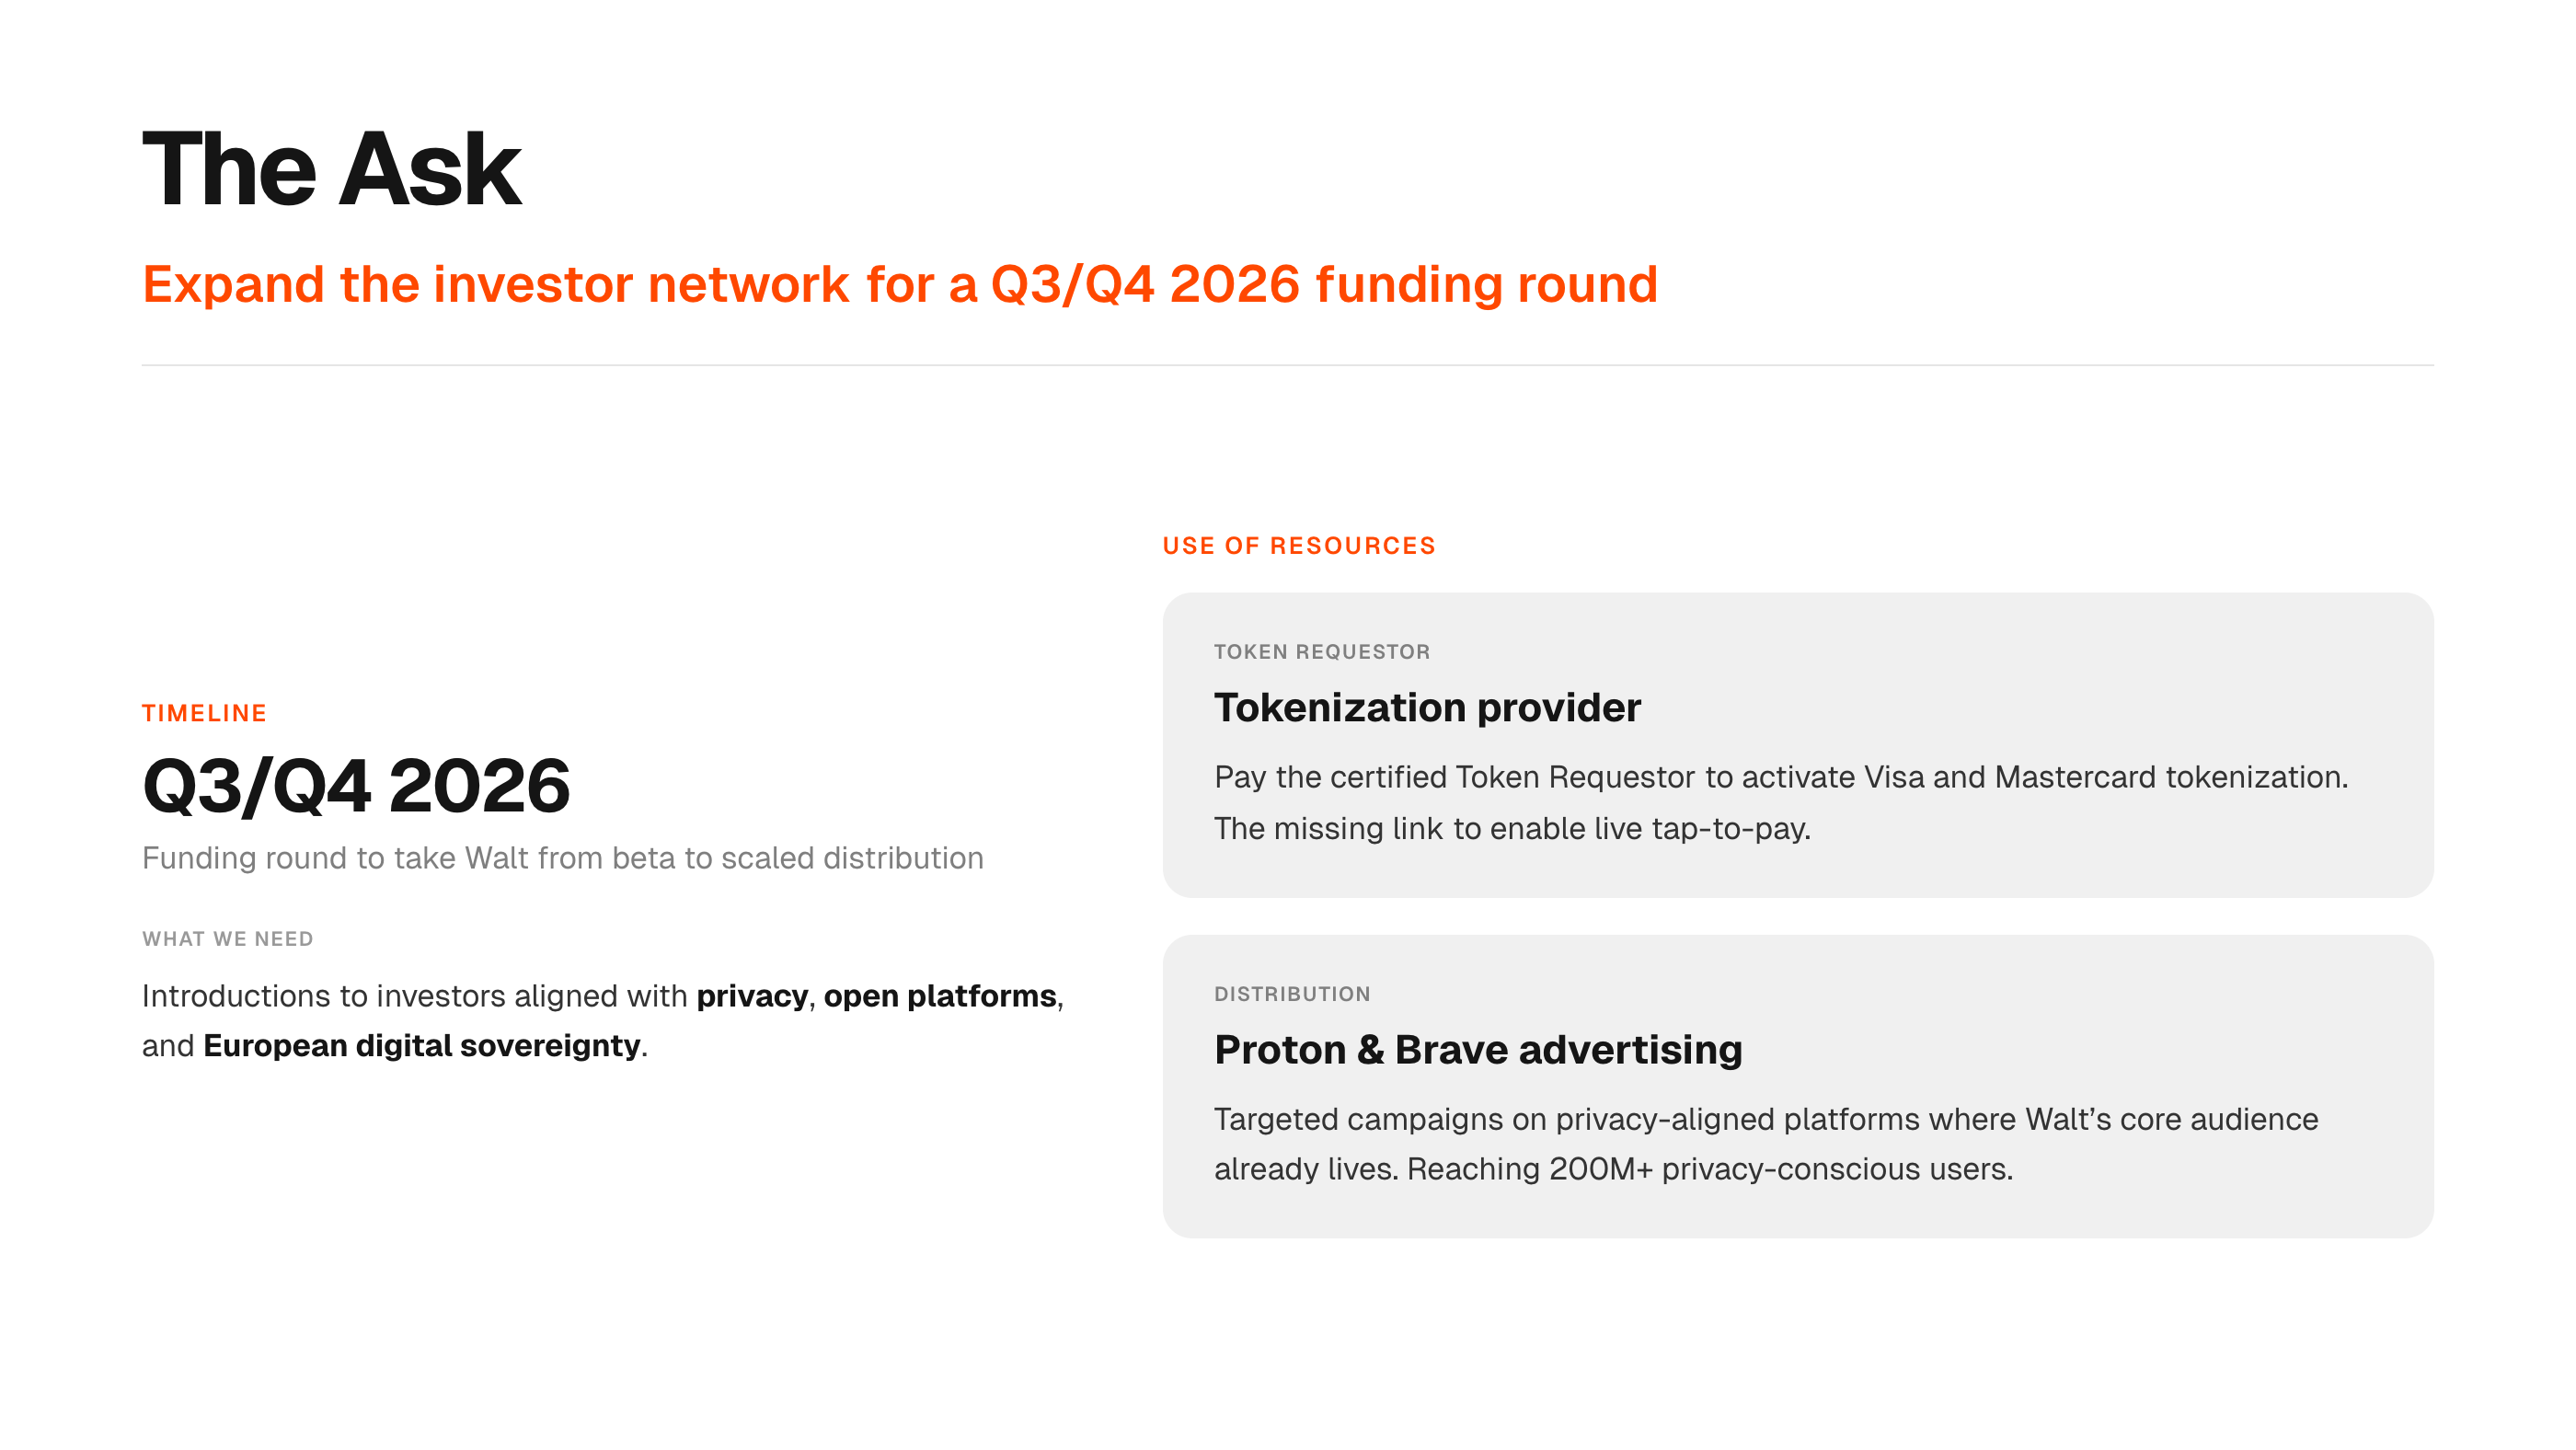 The Ask
Expand the investor network for a Q3/Q4 2026 funding round
TIMELINE
Q3/Q4 2026
Funding round to take Walt from beta to scaled distribution
WHAT WE NEED
Introductions to investors aligned with privacy, open platforms,
and European digital sovereignty.
USE OF RESOURCES
TOKEN REQUESTOR
Tokenization provider
Pay the certified Token Requestor to activate Visa and Mastercard tokenization.
The missing link to enable live tap-to-pay.
DISTRIBUTION
Proton & Brave advertising
Targeted campaigns on privacy-aligned platforms where Walt’s core audience
already lives. Reaching 200M+ privacy-conscious users.